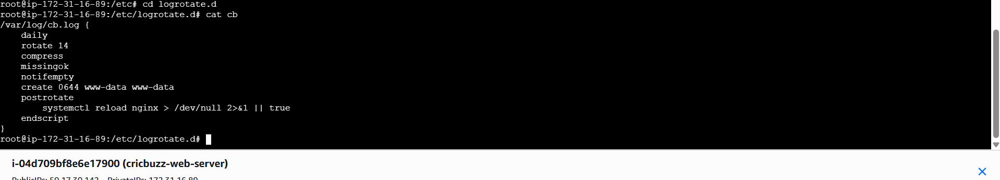 root@ip-172-31-16-89:/etc# cd logrotate.d
root@ip-172-31-16-89:/etc/logrotate.d# cat cb
/var/log/cb.log {
    daily
    rotate 14
    compress
    missingok
    notifempty
    create 0644 www-data www-data
    postrotate
        systemctl reload nginx > /dev/null 2>&1 || true
    endscript
}
root@ip-172-31-16-89:/etc/logrotate.d#
i-04d709bf8e6e17900 (cricbuzz-web-server)
PublicIPs: 50.17.30.142 PrivateIPs: 172.31.16.89